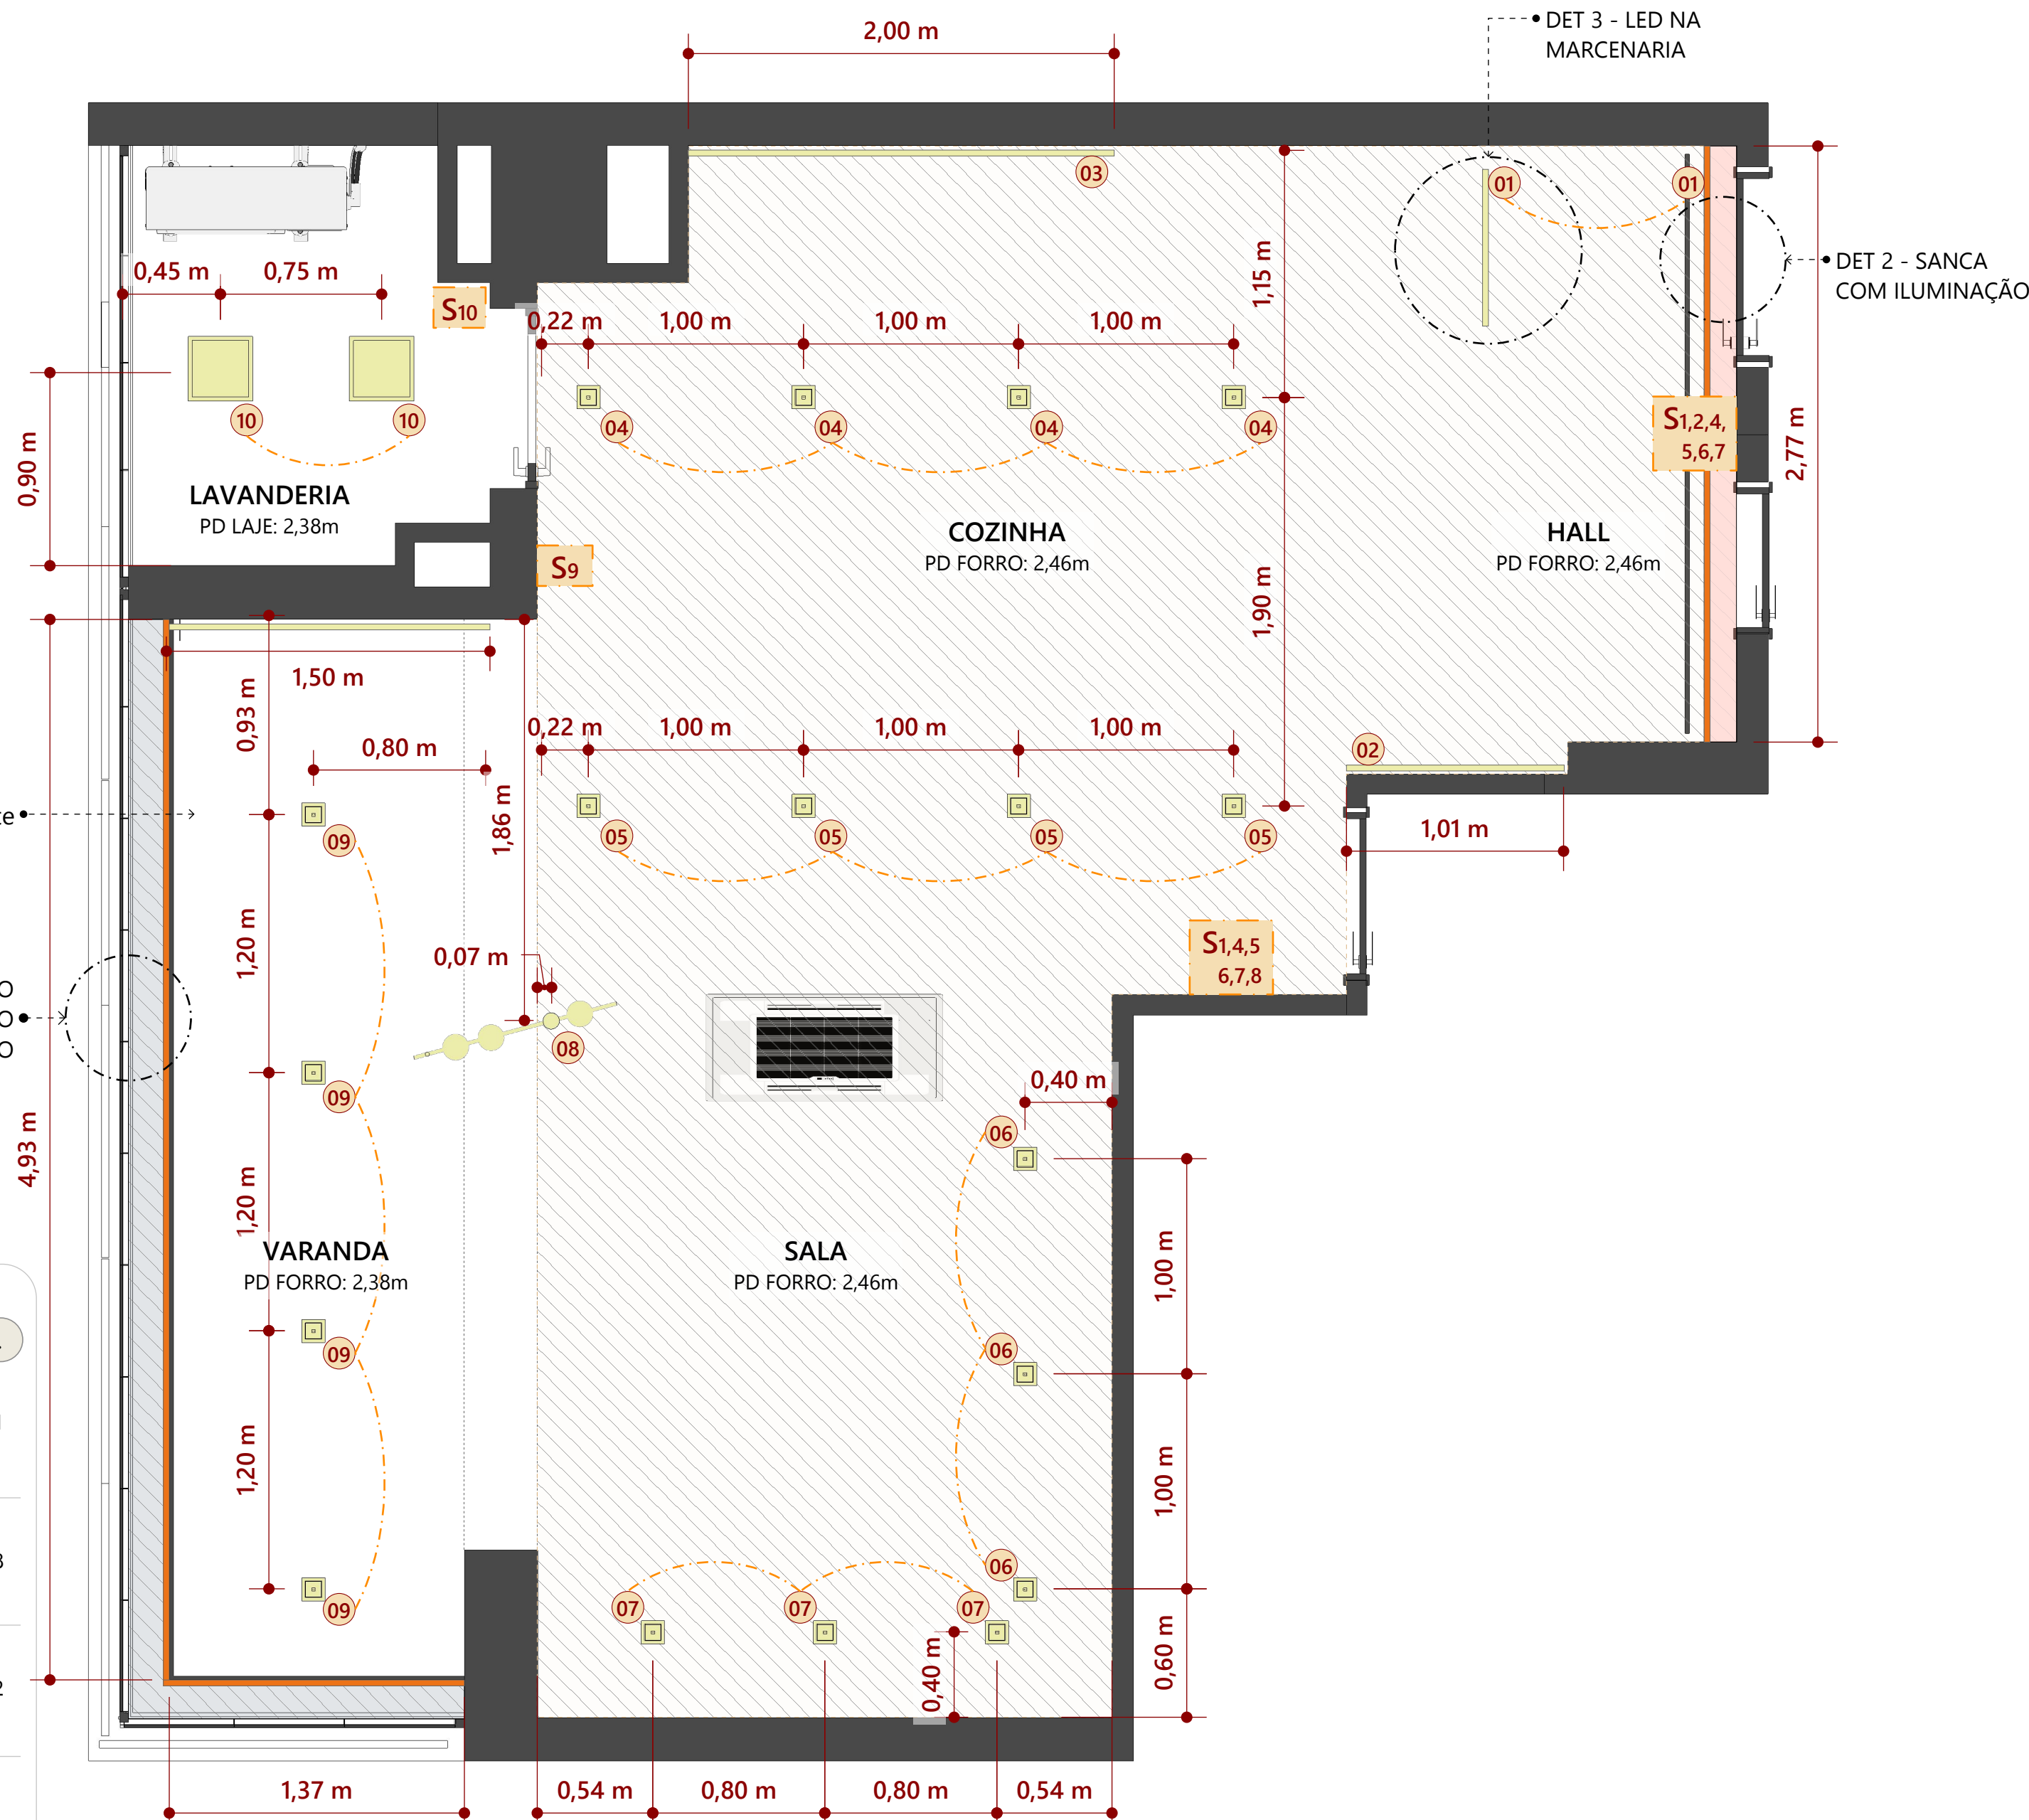 2,00 m
DET 3 - LED NA
MARCENARIA
03
01
01
DET 2 - SANCA
COM ILUMINAÇÃO
0,45 m
0,75 m
S10
1,15 m
0,22 m
1,00 m
1,00 m
1,00 m
10
10
04
04
04
04
S1,2,4,
5,6,7
2,77 m
0,90 m
LAVANDERIA
PD LAJE: 2,38m
COZINHA
PD FORRO: 2,46m
HALL
PD FORRO: 2,46m
S9
1,90 m
1,50 m
0,93 m
0,80 m
0,22 m
1,00 m
1,00 m
1,00 m
02
1,86 m
09
05
05
05
05
1,01 m
1,20 m
0,07 m
S1,4,5
6,7,8
O
O
O
08
0,40 m
09
06
4,93 m
1,20 m
VARANDA
PD FORRO: 2,38m
SALA
PD FORRO: 2,46m
1,00 m
09
06
1,20 m
1,00 m
06
09
07
07
07
0,40 m
0,60 m
1,37 m
0,54 m
0,80 m
0,80 m
0,54 m